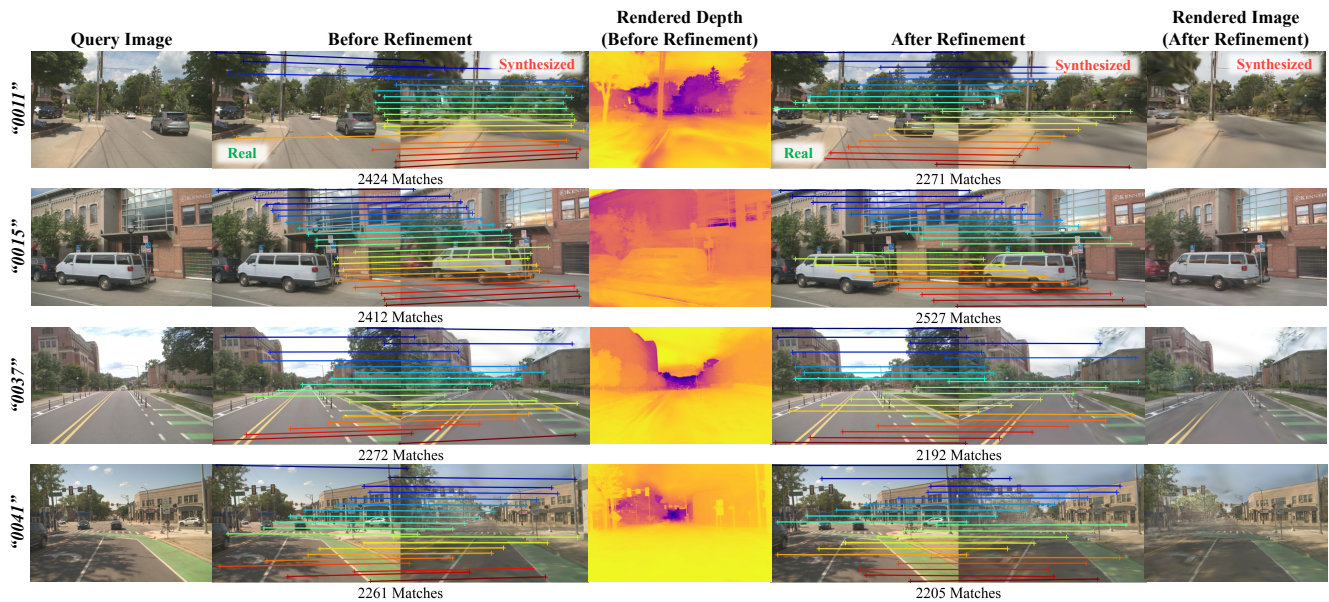 Query Image
Before Refinement
Rendered Depth
(Before Refinement)
After Refinement
Rendered Image
(After Refinement)
"0011"
Real
Synthesized
2424 Matches
Real
Synthesized
2271 Matches
Synthesized
"0015"
2412 Matches
2527 Matches
"0037"
2272 Matches
2192 Matches
"0041"
2261 Matches
2205 Matches